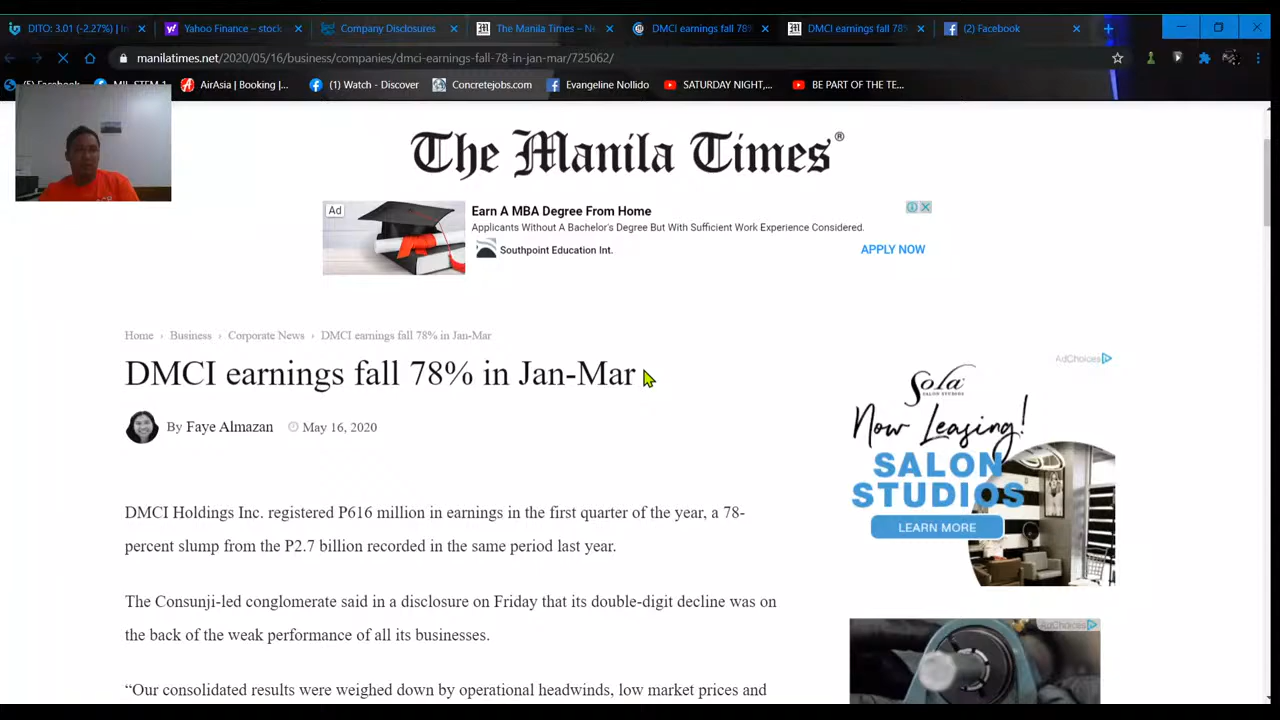 DITO: 3.01 (-2.27%) | In
Yahoo Finance – stock
Company Disclosures
The Manila Times – N
DMCI earnings fall 78%
DMCI earnings fall 78%
(2) Facebook
manilatimes.net/2020/05/16/business/companies/dmci-earnings-fall-78-in-jan-mar/725062/
(5) Facebook
MIL STEM 1
AirAsia | Booking |...
(1) Watch - Discover
Concretejobs.com
Evangeline Nollido
SATURDAY NIGHT,...
BE PART OF THE TE...
The Manila Times®
Ad
Earn A MBA Degree From Home
Applicants Without A Bachelor's Degree But With Sufficient Work Experience Considered.
Southpoint Education Int.
APPLY NOW
Home › Business › Corporate News › DMCI earnings fall 78% in Jan-Mar
DMCI earnings fall 78% in Jan-Mar
By Faye Almazan May 16, 2020
DMCI Holdings Inc. registered P616 million in earnings in the first quarter of the year, a 78-
percent slump from the P2.7 billion recorded in the same period last year.
The Consunji-led conglomerate said in a disclosure on Friday that its double-digit decline was on
the back of the weak performance of all its businesses.
“Our consolidated results were weighed down by operational headwinds, low market prices and
AdChoices
Sola
SALON STUDIOS
Now Leasing!
SALON
STUDIOS
LEARN MORE
AdChoices